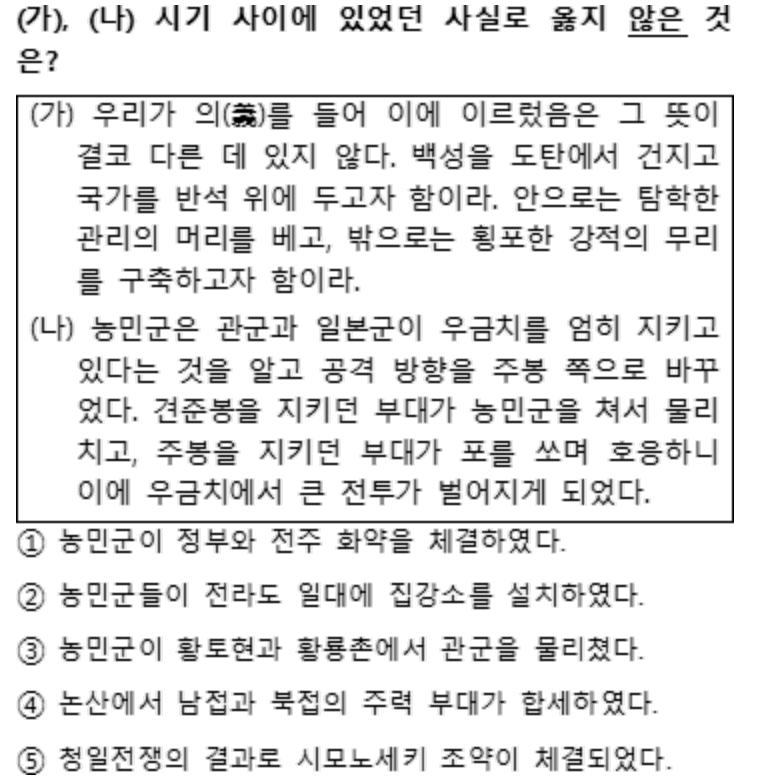 (가), (나) 시기 사이에 있었던 사실로 옳지 않은 것
은?
(가) 우리가 의(義)를 들어 이에 이르렀음은 그 뜻이
결코 다른 데 있지 않다. 백성을 도탄에서 건지고
국가를 반석 위에 두고자 함이라. 안으로는 탐학한
관리의 머리를 베고, 밖으로는 횡포한 강적의 무리
를 구축하고자 함이라.
(나) 농민군은 관군과 일본군이 우금치를 엄히 지키고
있다는 것을 알고 공격 방향을 주봉 쪽으로 바꾸
었다. 견준봉을 지키던 부대가 농민군을 쳐서 물리
치고, 주봉을 지키던 부대가 포를 쏘며 호응하니
이에 우금치에서 큰 전투가 벌어지게 되었다.
① 농민군이 정부와 전주 화약을 체결하였다.
② 농민군들이 전라도 일대에 집강소를 설치하였다.
③ 농민군이 황토현과 황룡촌에서 관군을 물리쳤다.
④ 논산에서 남접과 북접의 주력 부대가 합세하였다.
⑤ 청일전쟁의 결과로 시모노세키 조약이 체결되었다.